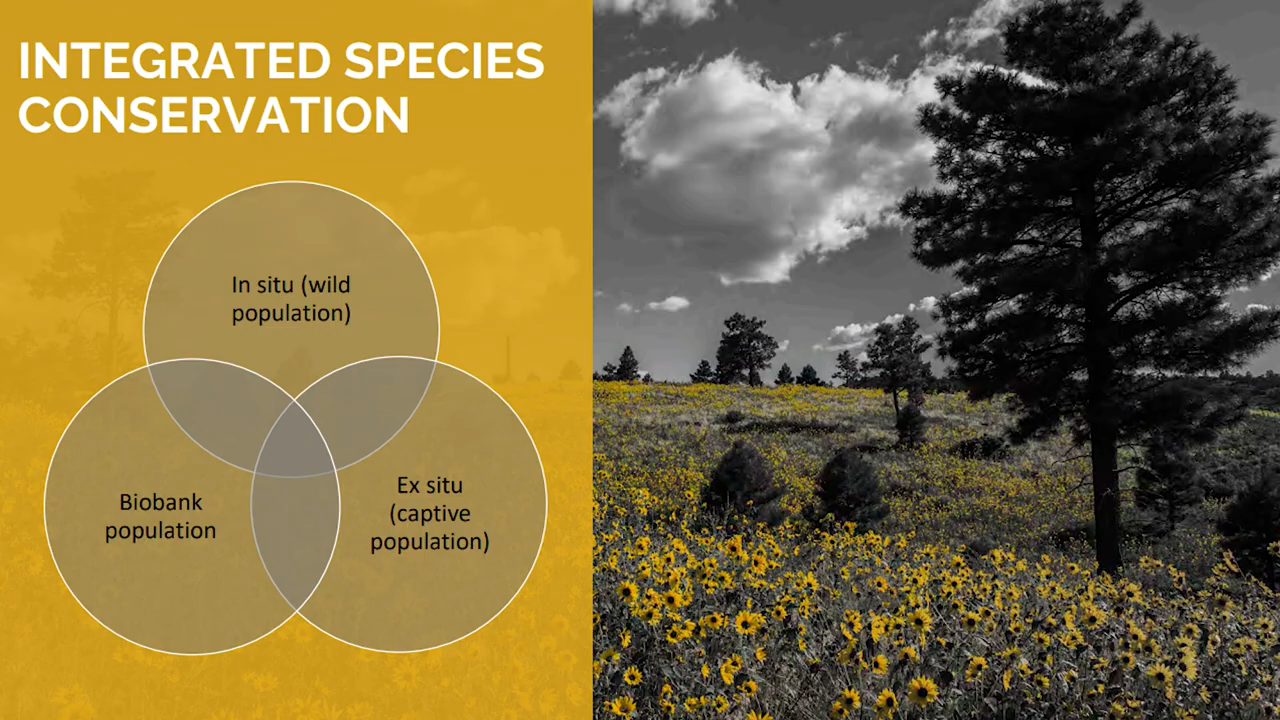 INTEGRATED SPECIES
CONSERVATION
In situ (wild
population)
Biobank
population
Ex situ
(captive
population)